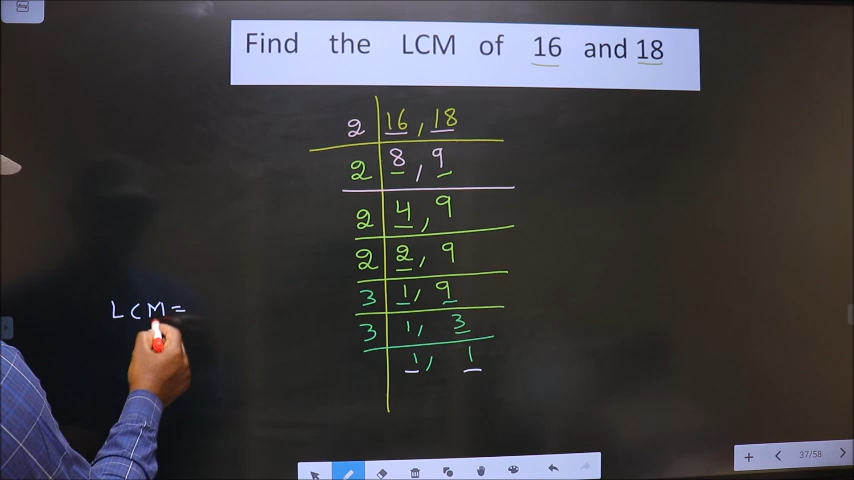 Find the LCM of 16 and 18
2 16, 18
2 8, 9
2 4, 9
2 2, 9
3 1, 9
3 1, 3
1, 1
LCM =
37/58